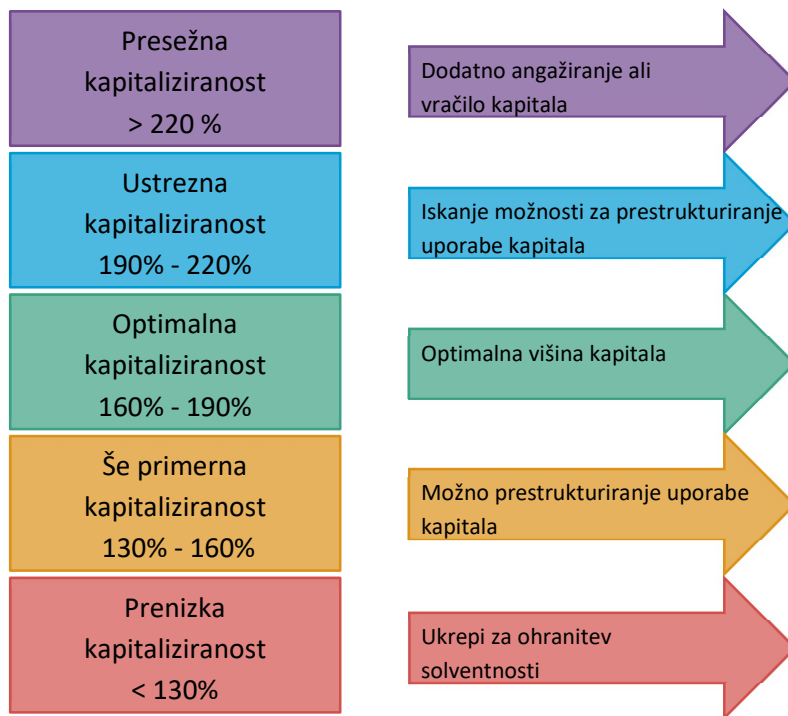 Presežna
kapitaliziranost
> 220 %
Dodatno angažiranje ali
vračilo kapitala
Ustrezna
kapitaliziranost
190% - 220%
Iskanje možnosti za prestrukturiranje
uporabe kapitala
Optimalna
kapitaliziranost
160% - 190%
Optimalna višina kapitala
Še primerna
kapitaliziranost
130% - 160%
Možno prestrukturiranje uporabe
kapitala
Prenizka
kapitaliziranost
< 130%
Ukrepi za ohranitev
solventnosti